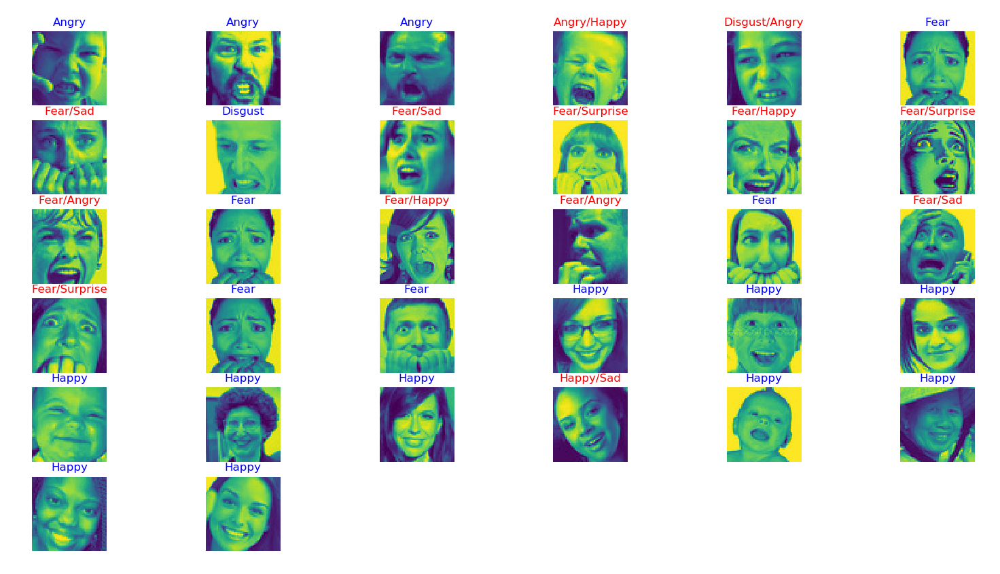 Angry Angry Angry Angry/Happy Disgust/Angry Fear
Fear/Sad Disgust Fear/Sad Fear/Surprise Fear/Happy Fear/Surprise
Fear/Angry Fear Fear/Happy Fear/Angry Fear Fear/Sad
Fear/Surprise Fear Fear Happy Happy Happy
Happy Happy Happy Happy/Sad Happy Happy
Happy Happy